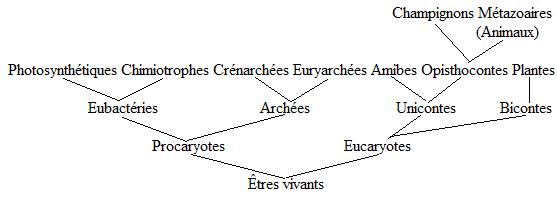 Champignons Métazoaires
(Animaux)
Photosynthétiques Chimiotrophes Crénarchées Euryarchées Amibes Opisthocontes Plantes
Eubactéries Archées Unicontes Bicontes
Procaryotes Eucaryotes
Êtres vivants